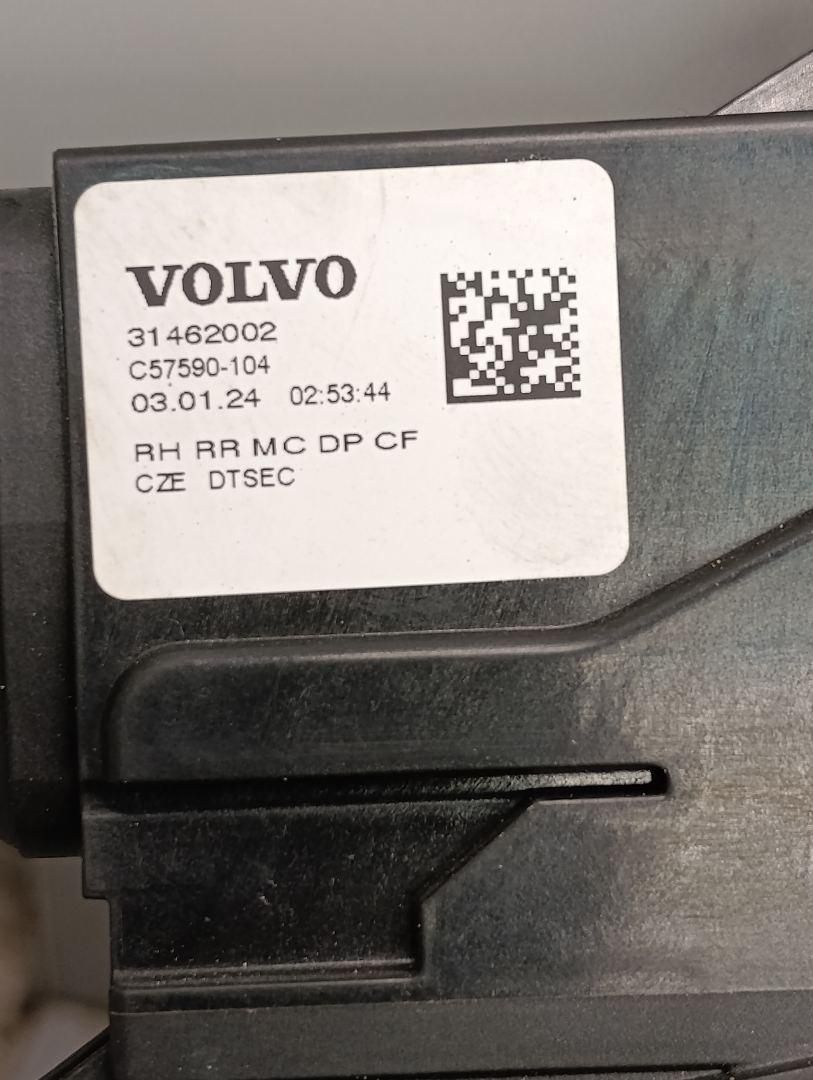 VOLVO
31462002
C57590-104
03.01.24 02:53:44
RH RR MC DP CF
CZE DTSEC